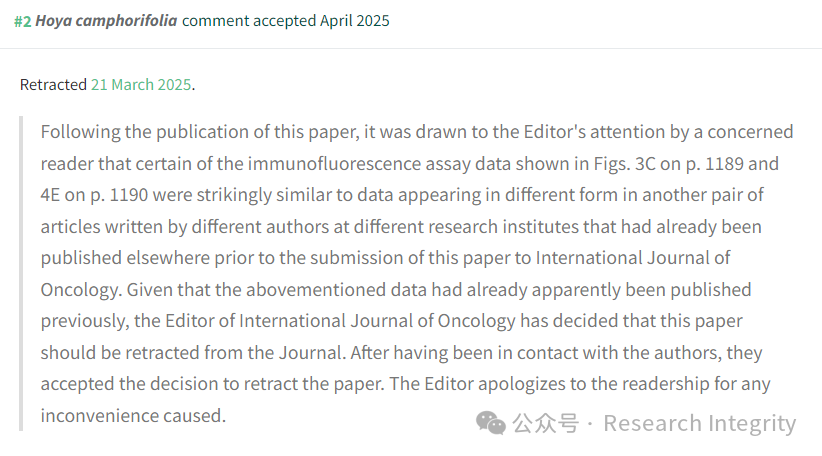 #2 Hoya camphorifolia comment accepted April 2025
Retracted 21 March 2025.
Following the publication of this paper, it was drawn to the Editor's attention by a concerned
reader that certain of the immunofluorescence assay data shown in Figs. 3C on p. 1189 and
4E on p. 1190 were strikingly similar to data appearing in different form in another pair of
articles written by different authors at different research institutes that had already been
published elsewhere prior to the submission of this paper to International Journal of
Oncology. Given that the abovementioned data had already apparently been published
previously, the Editor of International Journal of Oncology has decided that this paper
should be retracted from the Journal. After having been in contact with the authors, they
accepted the decision to retract the paper. The Editor apologizes to the readership for any
inconvenience caused.
公众号 · Research Integrity